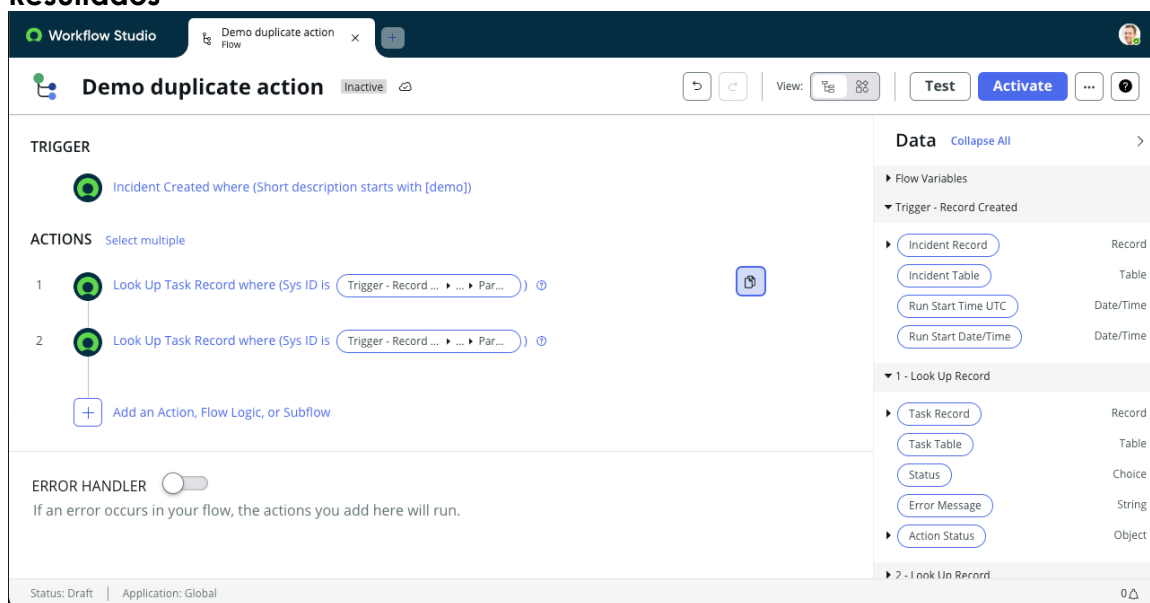 Resultados
Workflow Studio
Demo duplicate action
Flow
Demo duplicate action Inactive
View:
Test
Activate
TRIGGER
Incident Created where (Short description starts with [demo])
ACTIONS Select multiple
1 Look Up Task Record where (Sys ID is Trigger - Record ... ▸ ... ▸ Par... )
2 Look Up Task Record where (Sys ID is Trigger - Record ... ▸ ... ▸ Par... )
+ Add an Action, Flow Logic, or Subflow
ERROR HANDLER
If an error occurs in your flow, the actions you add here will run.
Data Collapse All
Flow Variables
Trigger - Record Created
Incident Record Record
Incident Table Table
Run Start Time UTC Date/Time
Run Start Date/Time Date/Time
1 - Look Up Record
Task Record Record
Task Table Table
Status Choice
Error Message String
Action Status Object
2 - Look Up Record
Status: Draft | Application: Global
0